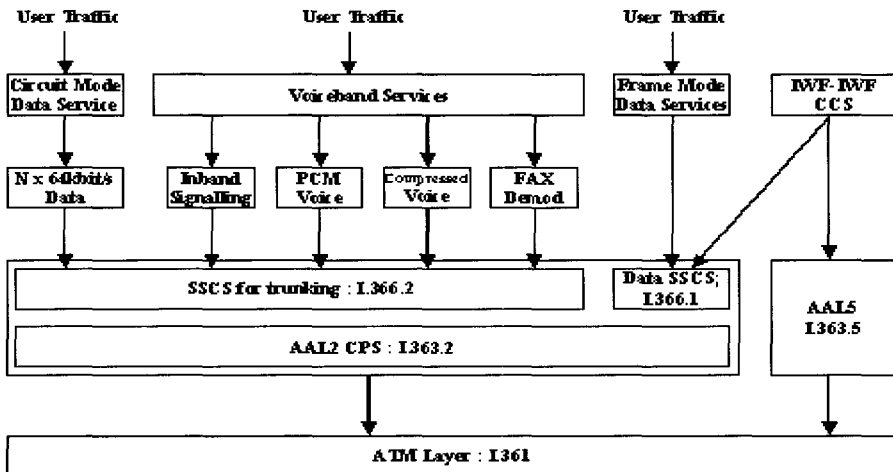 User Traffic
User Traffic
User Traffic
Circuit Mode
Data Service
Voiceband Services
Frame Mode
Data Services
IWF-IWF
CCS
N x 64kbit/s
Data
Inband
Signalling
PCM
Voice
Compressed
Voice
FAX
Demod
SSCS for trunking : I.366.2
Data SSCS;
I.366.1
AAL5
I.363.5
AAL2 CPS : I.363.2
ATM Layer : I.361